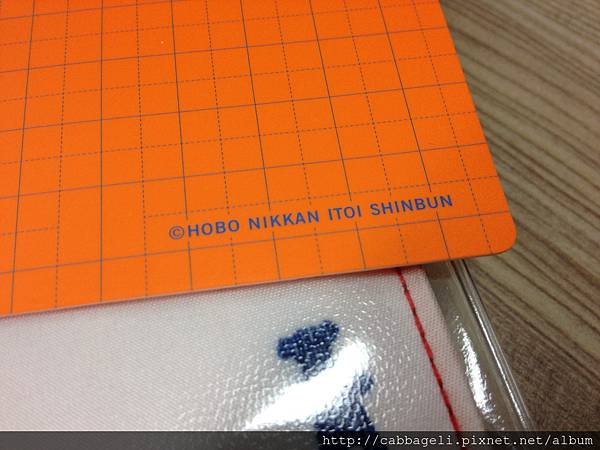 ©HOBO NIKKAN ITOI SHINBUN
http://cabbageli.pixnet.net/album